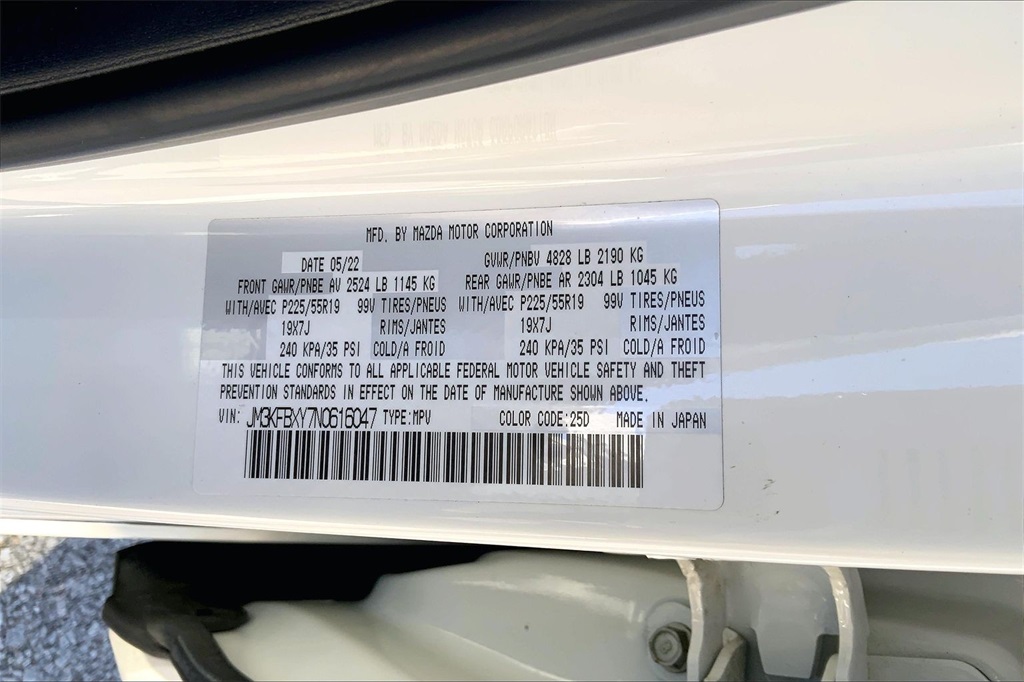 MFD. BY MAZDA MOTOR CORPORATION
DATE 05/22 GVWR/PNBV 4828 LB 2190 KG
FRONT GAWR/PNBE AV 2524 LB 1145 KG REAR GAWR/PNBE AR 2304 LB 1045 KG
WITH/AVEC P225/55R19 99V TIRES/PNEUS WITH/AVEC P225/55R19 99V TIRES/PNEUS
19X7J RIMS/JANTES 19X7J RIMS/JANTES
240 KPA/35 PSI COLD/A FROID 240 KPA/35 PSI COLD/A FROID
THIS VEHICLE CONFORMS TO ALL APPLICABLE FEDERAL MOTOR VEHICLE SAFETY AND THEFT
PREVENTION STANDARDS IN EFFECT ON THE DATE OF MANUFACTURE SHOWN ABOVE.
VIN: JM3KFBXY7N0616047 TYPE:MPV COLOR CODE:25D MADE IN JAPAN